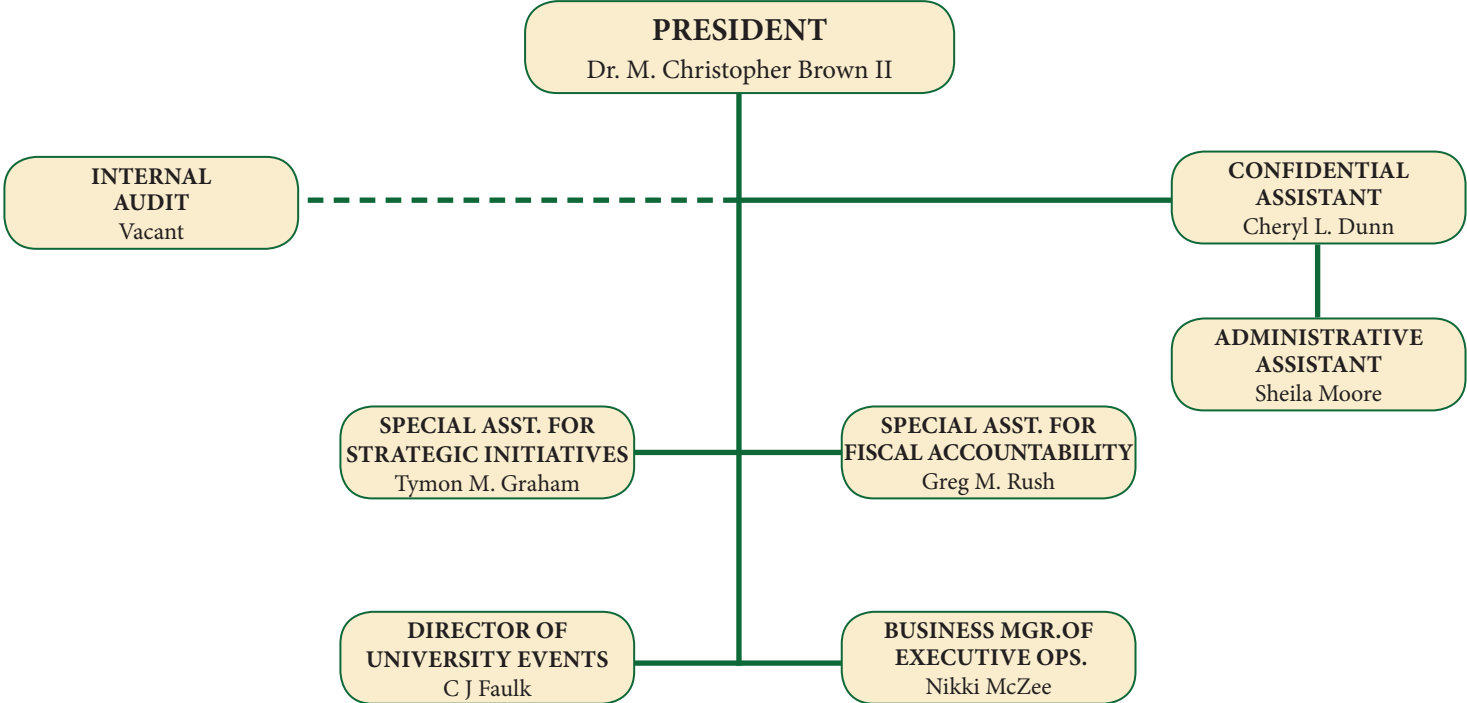 PRESIDENT
Dr. M. Christopher Brown II
INTERNAL
AUDIT
Vacant
CONFIDENTIAL
ASSISTANT
Cheryl L. Dunn
ADMINISTRATIVE
ASSISTANT
Sheila Moore
SPECIAL ASST. FOR
STRATEGIC INITIATIVES
Tymon M. Graham
SPECIAL ASST. FOR
FISCAL ACCOUNTABILITY
Greg M. Rush
DIRECTOR OF
UNIVERSITY EVENTS
C J Faulk
BUSINESS MGR.OF
EXECUTIVE OPS.
Nikki McZee